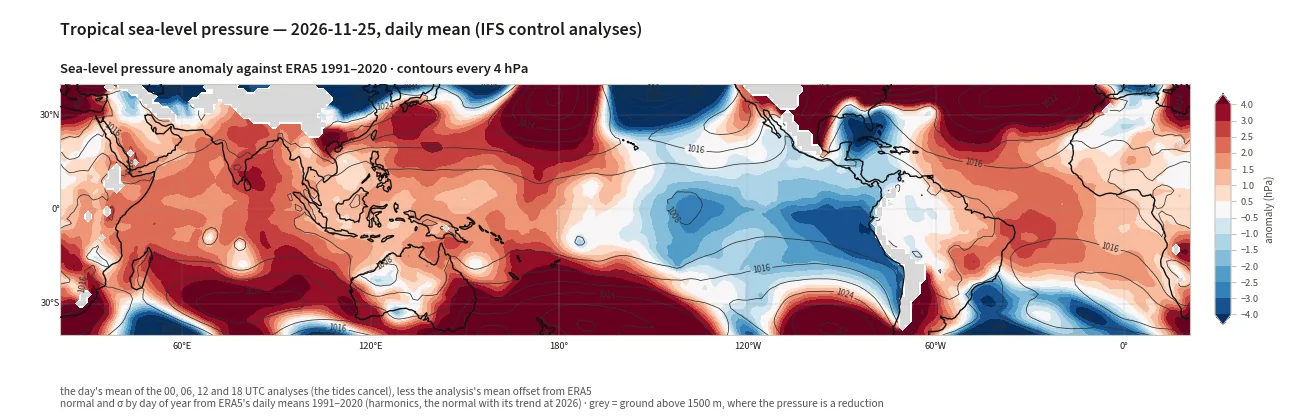 Tropical sea-level pressure — 2026-11-25, daily mean (IFS control analyses)
Sea-level pressure anomaly against ERA5 1991–2020 · contours every 4 hPa
30°N
0°
30°S
60°E
120°E
180°
120°W
60°W
0°
1016
1024
1016
1016
1016
1008
1016
1024
1016
4.0
3.0
2.5
2.0
1.5
1.0
0.5
−0.5
−1.0
−1.5
−2.0
−2.5
−3.0
−4.0
anomaly (hPa)
the day's mean of the 00, 06, 12 and 18 UTC analyses (the tides cancel), less the analysis's mean offset from ERA5
normal and σ by day of year from ERA5's daily means 1991–2020 (harmonics, the normal with its trend at 2026) · grey = ground above 1500 m, where the pressure is a reduction